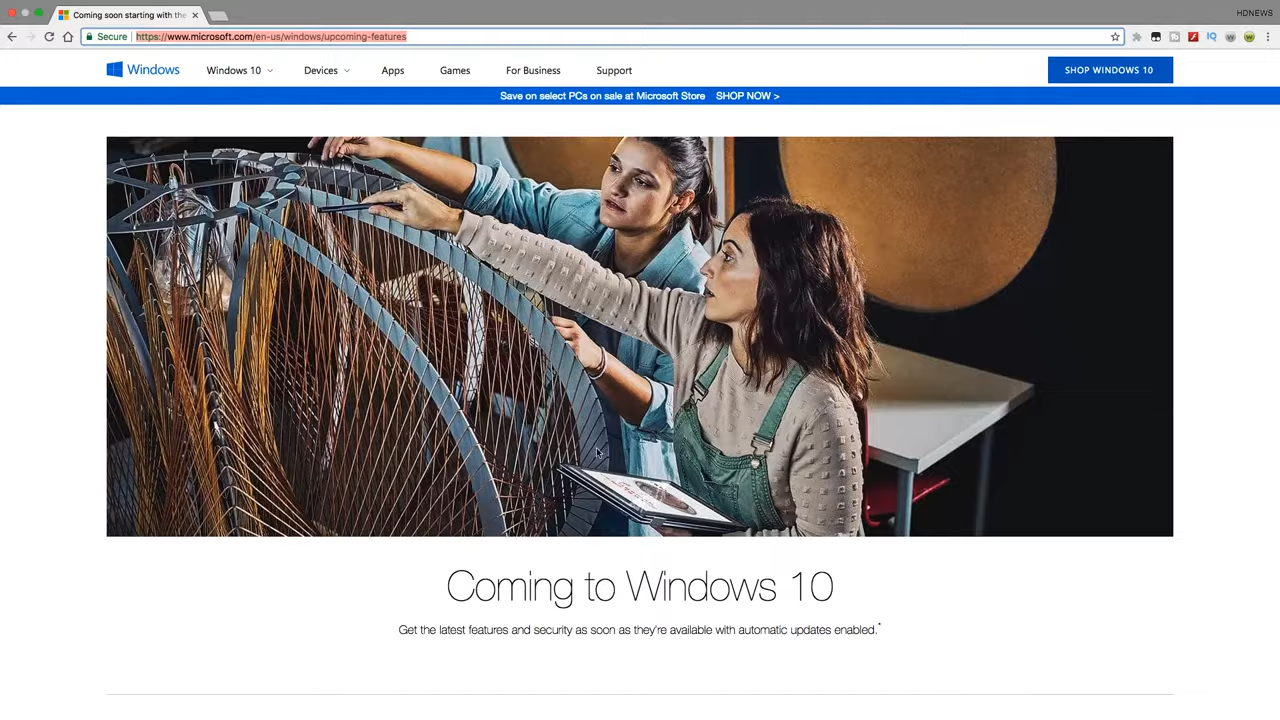 Coming soon starting with the
HDNEWS
Secure
https://www.microsoft.com/en-us/windows/upcoming-features
Windows
Windows 10
Devices
Apps
Games
For Business
Support
SHOP WINDOWS 10
Save on select PCs on sale at Microsoft Store SHOP NOW >
Coming to Windows 10
Get the latest features and security as soon as they're available with automatic updates enabled.*